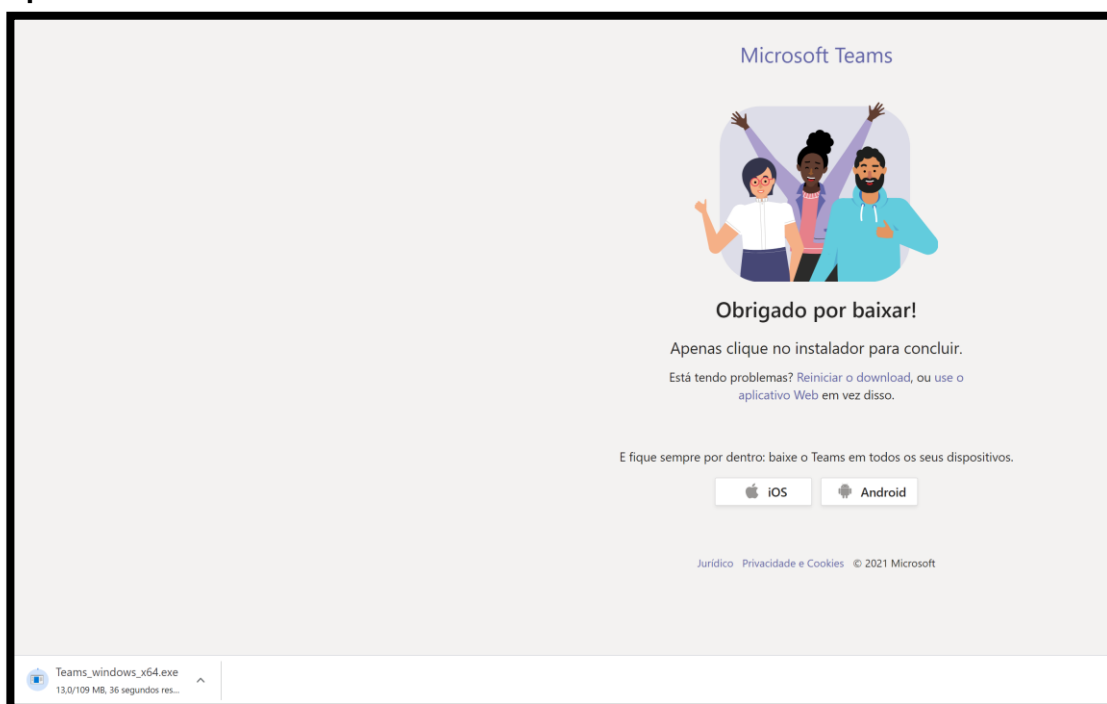 Microsoft Teams
Obrigado por baixar!
Apenas clique no instalador para concluir.
Está tendo problemas? Reiniciar o download, ou use o
aplicativo Web em vez disso.
E fique sempre por dentro: baixe o Teams em todos os seus dispositivos.
iOS
Android
Jurídico Privacidade e Cookies © 2021 Microsoft
Teams_windows_x64.exe
13,0/109 MB, 36 segundos res...